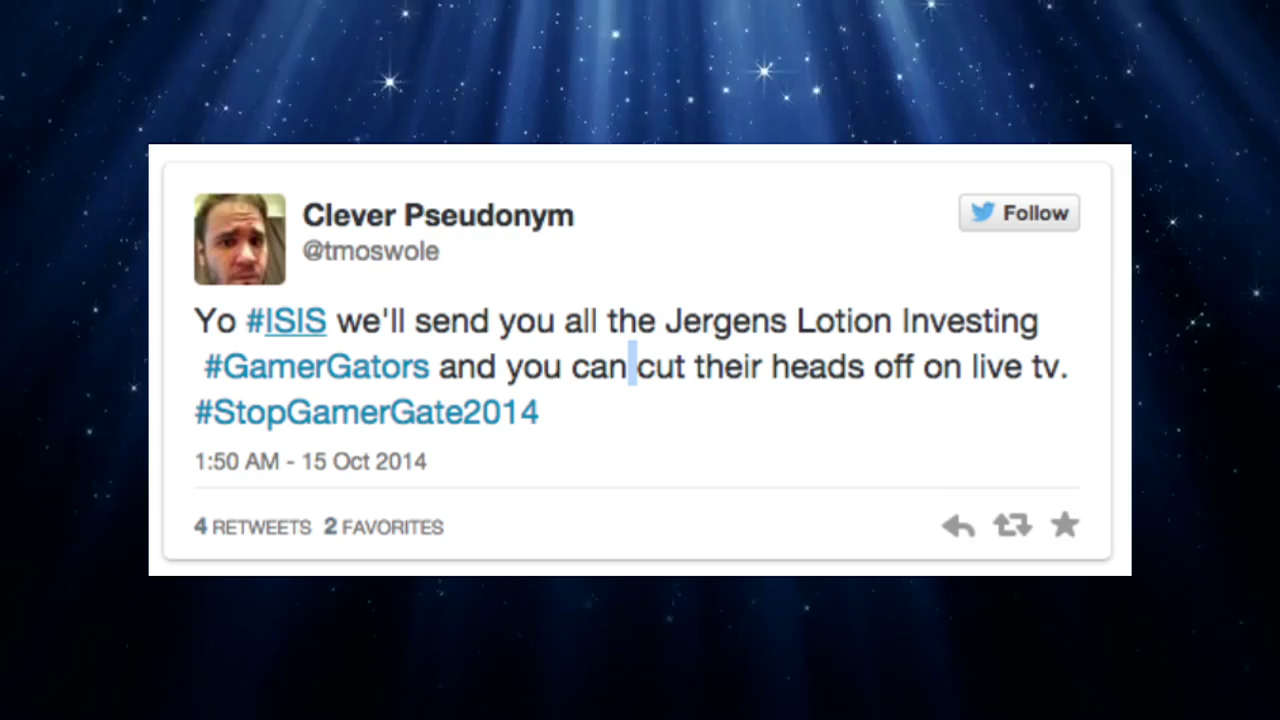 Clever Pseudonym
@tmoswole
Follow
Yo #ISIS we'll send you all the Jergens Lotion Investing
#GamerGators and you can cut their heads off on live tv.
#StopGamerGate2014
1:50 AM - 15 Oct 2014
4 RETWEETS 2 FAVORITES